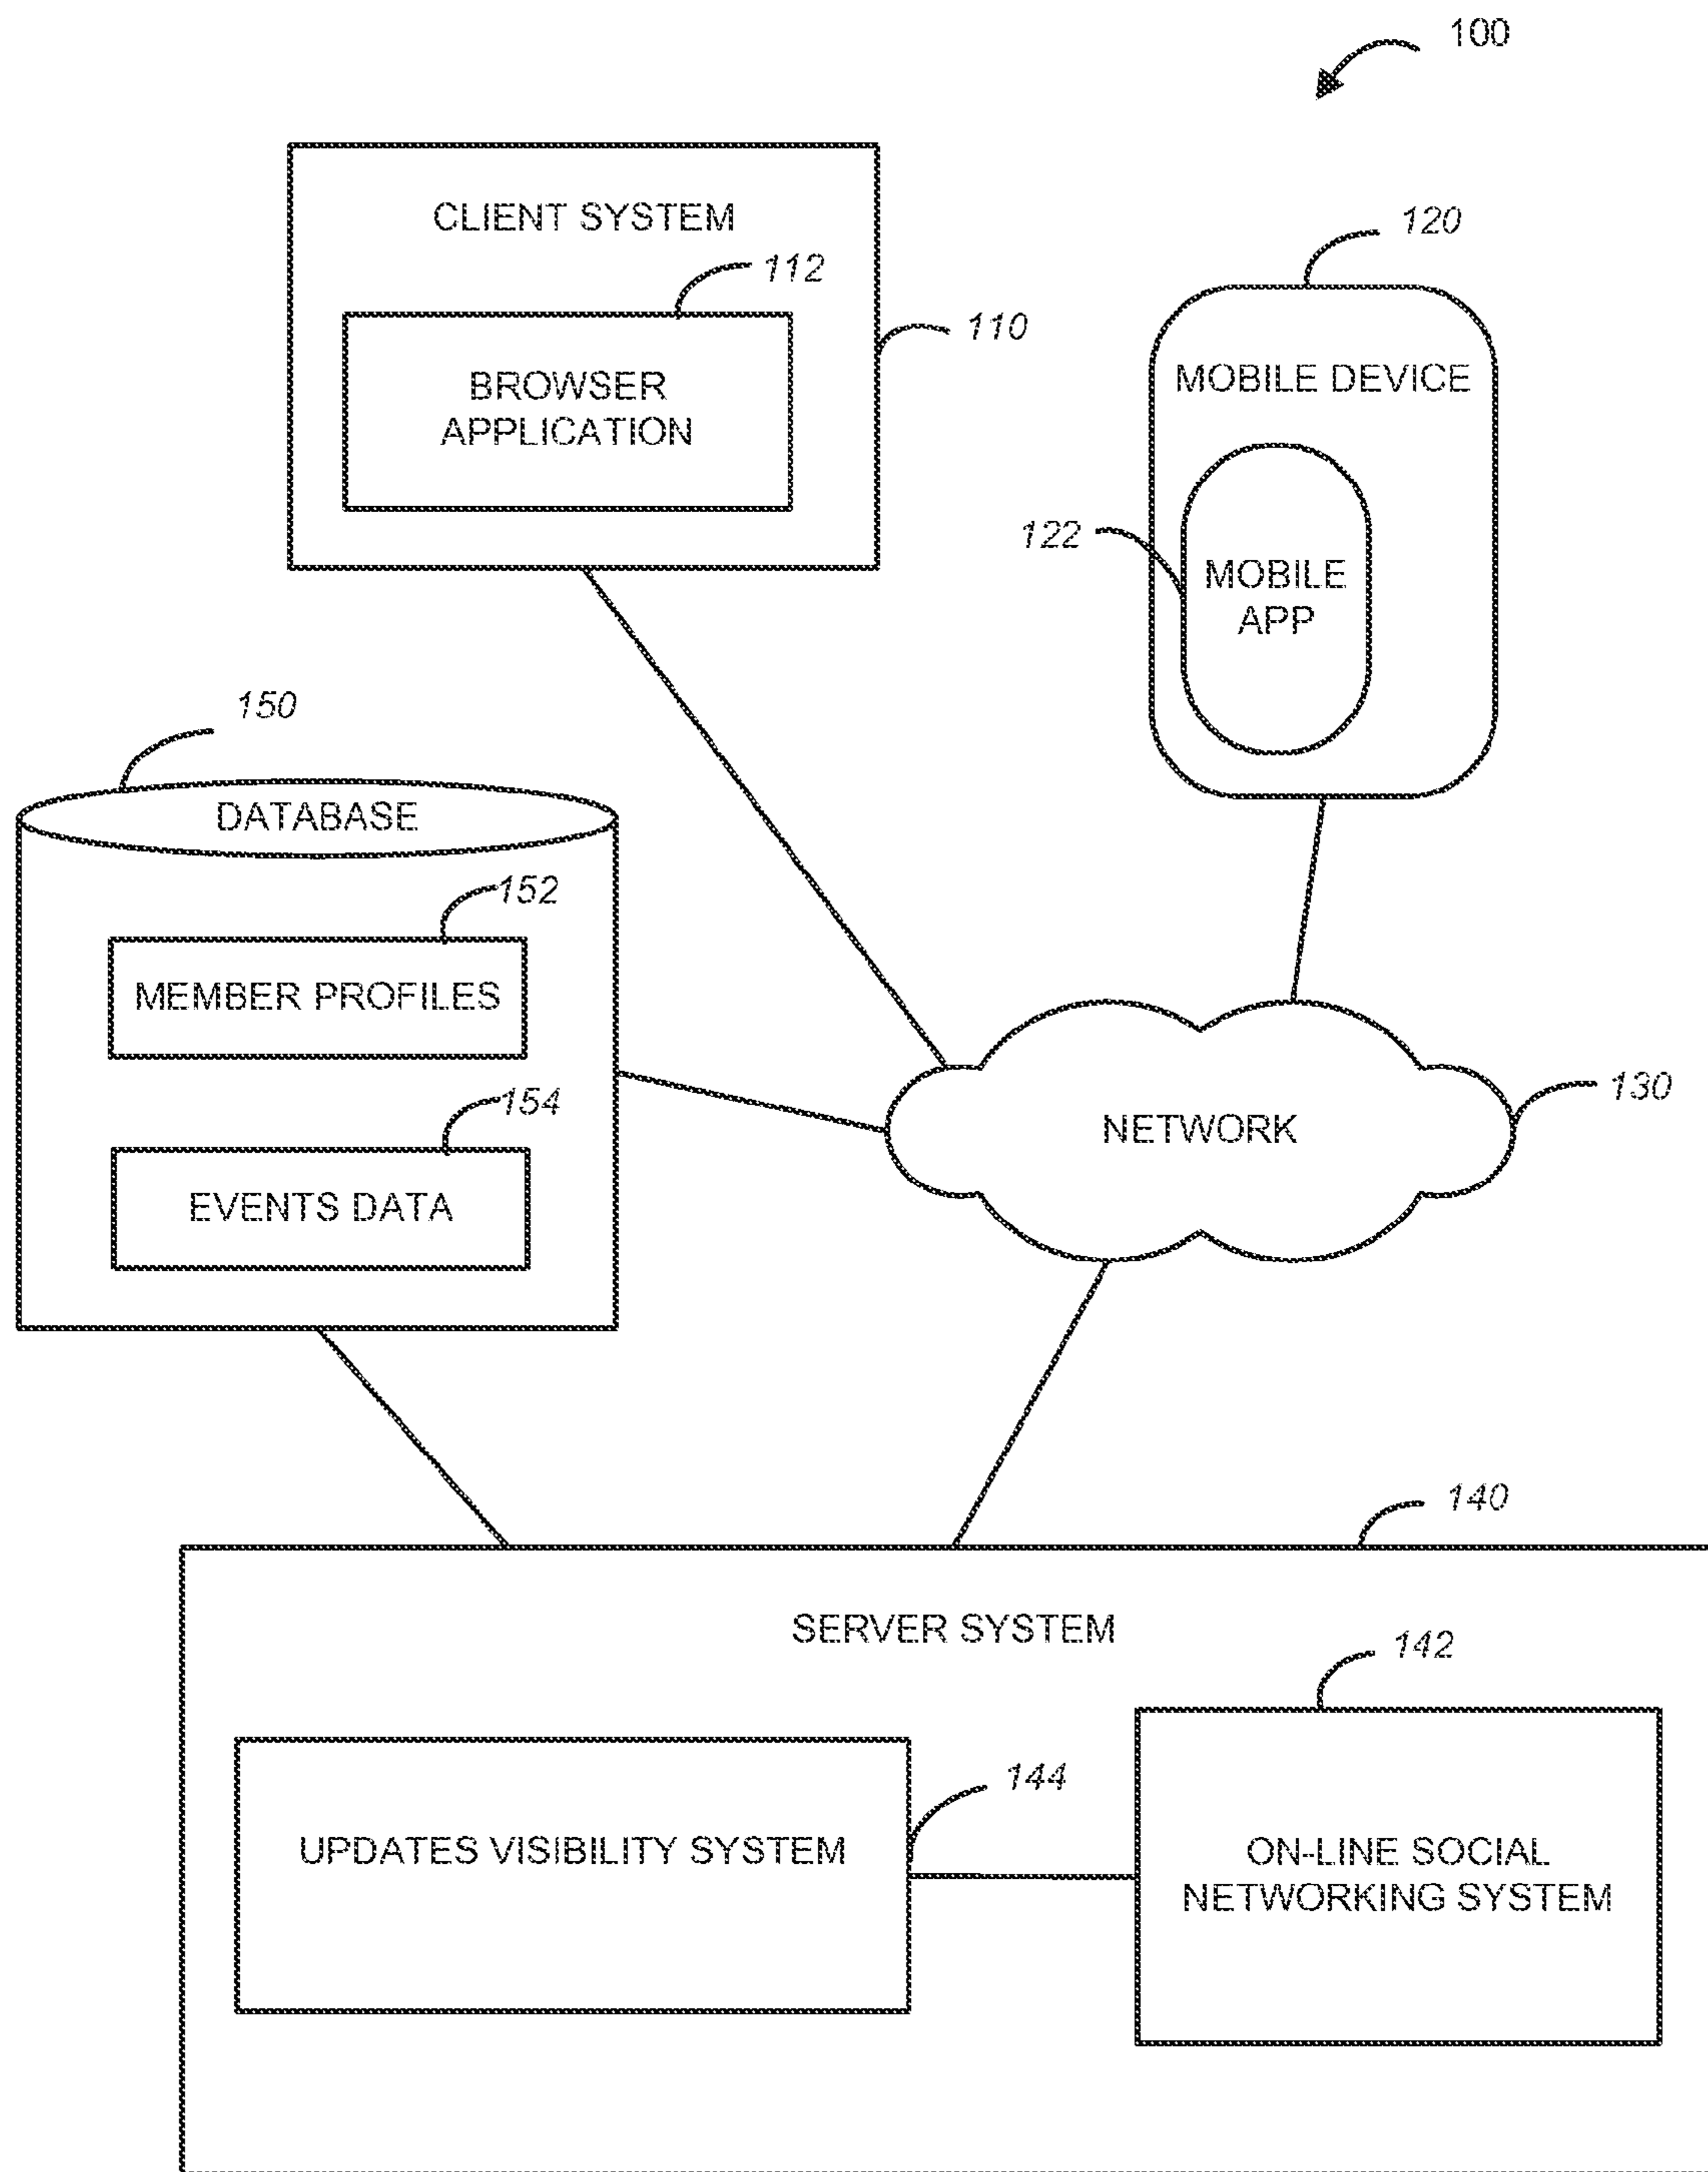 100
CLIENT SYSTEM
112
BROWSER
APPLICATION
110
120
MOBILE DEVICE
122
MOBILE
APP
150
DATABASE
152
MEMBER PROFILES
154
EVENTS DATA
NETWORK
130
140
SERVER SYSTEM
142
144
UPDATES VISIBILITY SYSTEM
ON-LINE SOCIAL
NETWORKING SYSTEM